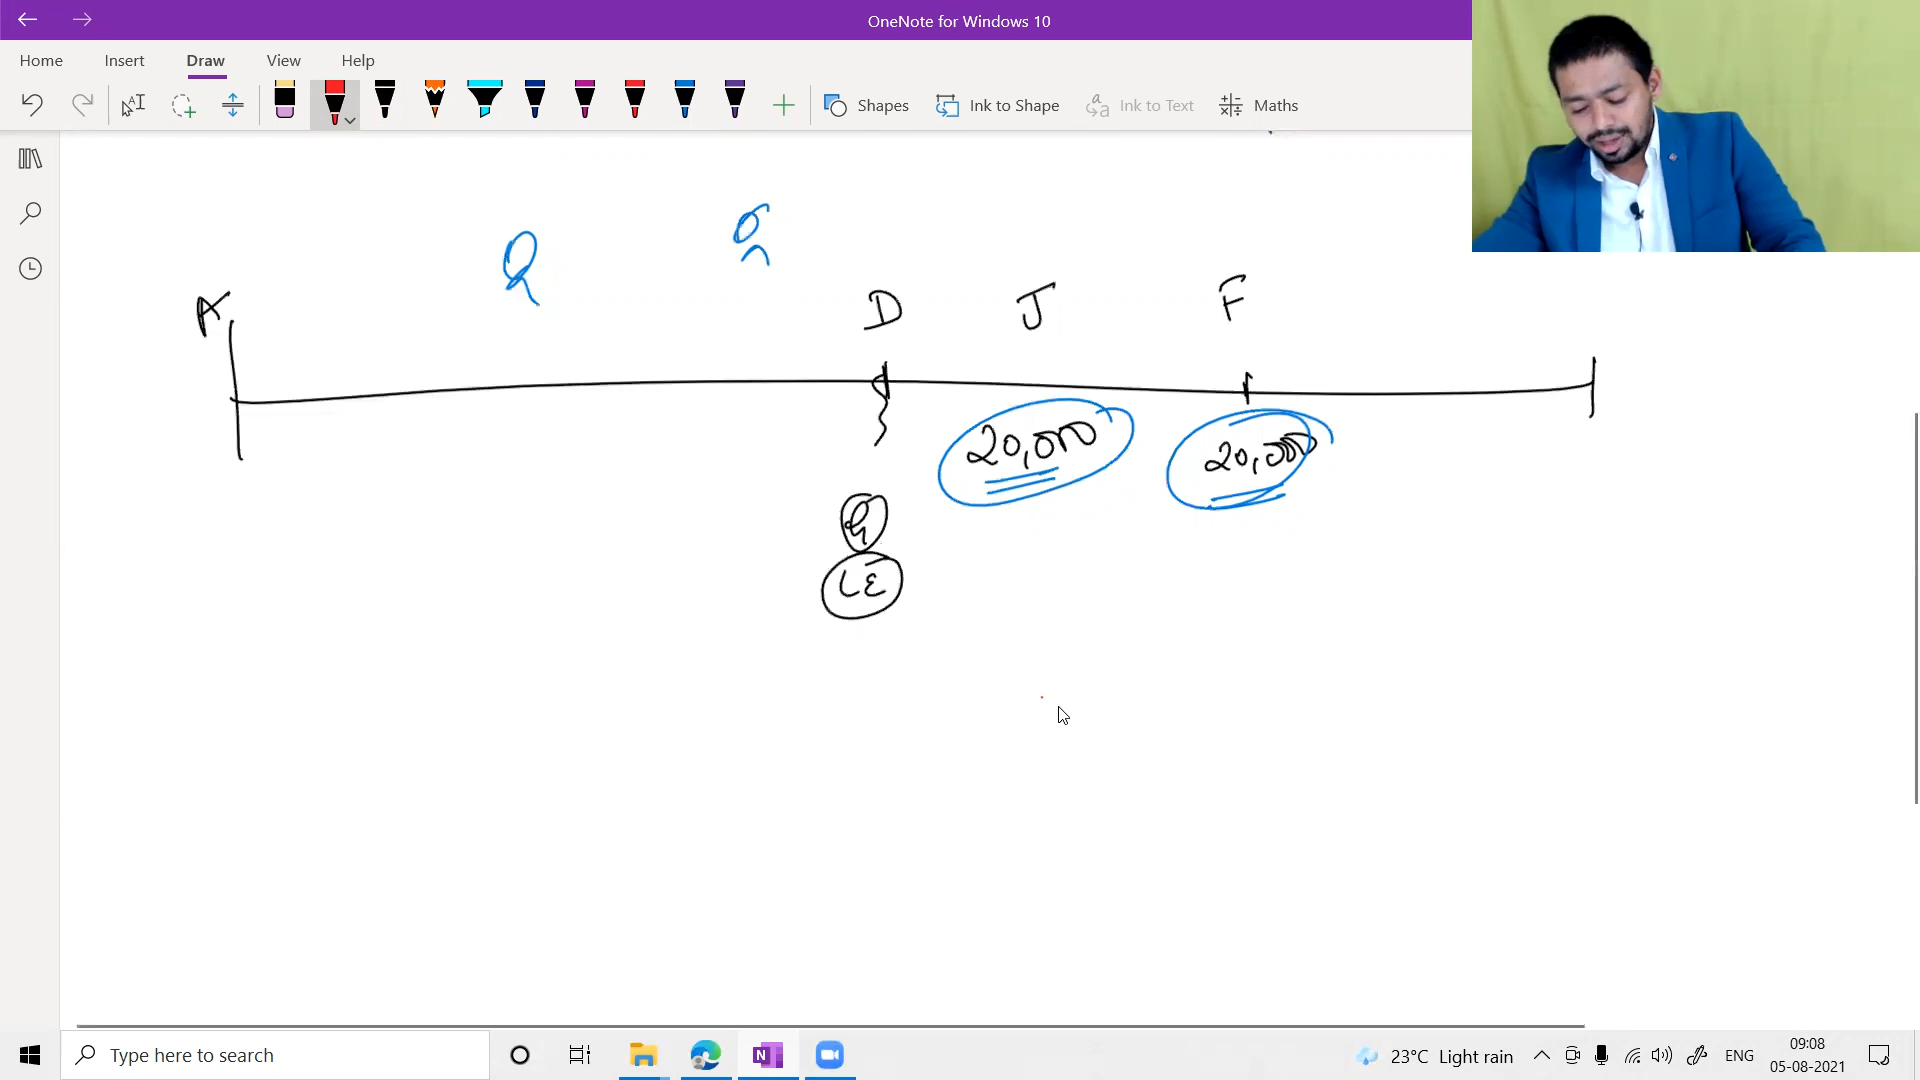 OneNote for Windows 10
Home Insert Draw View Help
Shapes Ink to Shape Ink to Text Maths
A D J F
20,000 20,000
LE
Type here to search
23°C Light rain ENG 09:08
05-08-2021